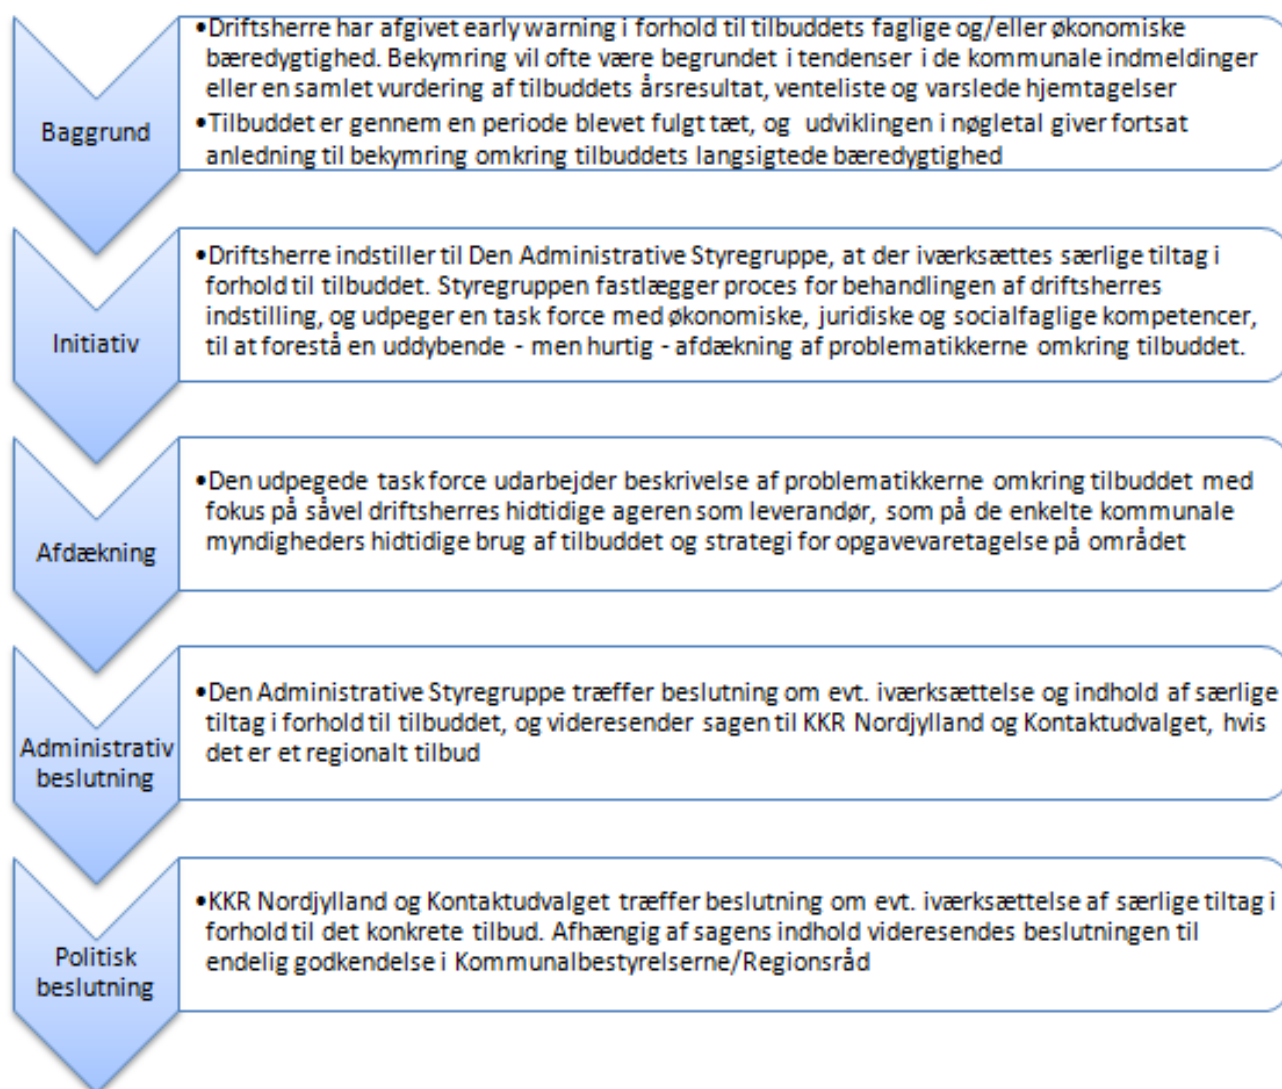 Baggrund
•Driftsherre har afgivet early warning i forhold til tilbuddets faglige og/eller økonomiske
bæredygtighed. Bekymring vil ofte være begrundet i tendenser i de kommunale indmeldinger
eller en samlet vurdering af tilbuddets årsresultat, venteliste og varslede hjemtagelser
•Tilbuddet er gennem en periode blevet fulgt tæt, og udviklingen i nøgletal giver fortsat
anledning til bekymring omkring tilbuddets langsigtede bæredygtighed
Initiativ
•Driftsherre indstiller til Den Administrative Styregruppe, at der iværksættes særlige tiltag i
forhold til tilbuddet. Styregruppen fastlægger proces for behandlingen af driftsherres
indstilling, og udpeger en task force med økonomiske, juridiske og socialfaglige kompetencer,
til at forestå en uddybende - men hurtig - afdækning af problematikkerne omkring tilbuddet.
Afdækning
•Den udpegede task force udarbejder beskrivelse af problematikkerne omkring tilbuddet med
fokus på såvel driftsherres hidtidige ageren som leverandør, som på de enkelte kommunale
myndigheders hidtidige brug af tilbuddet og strategi for opgavevaretagelse på området
Administrativ
beslutning
•Den Administrative Styregruppe træffer beslutning om evt. iværksættelse og indhold af særlige
tiltag i forhold til tilbuddet, og videresender sagen til KKR Nordjylland og Kontaktudvalget, hvis
det er et regionalt tilbud
Politisk
beslutning
•KKR Nordjylland og Kontaktudvalget træffer beslutning om evt. iværksættelse af særlige tiltag i
forhold til det konkrete tilbud. Afhængig af sagens indhold videresendes beslutningen til
endelig godkendelse i Kommunalbestyrelserne/Regionsråd